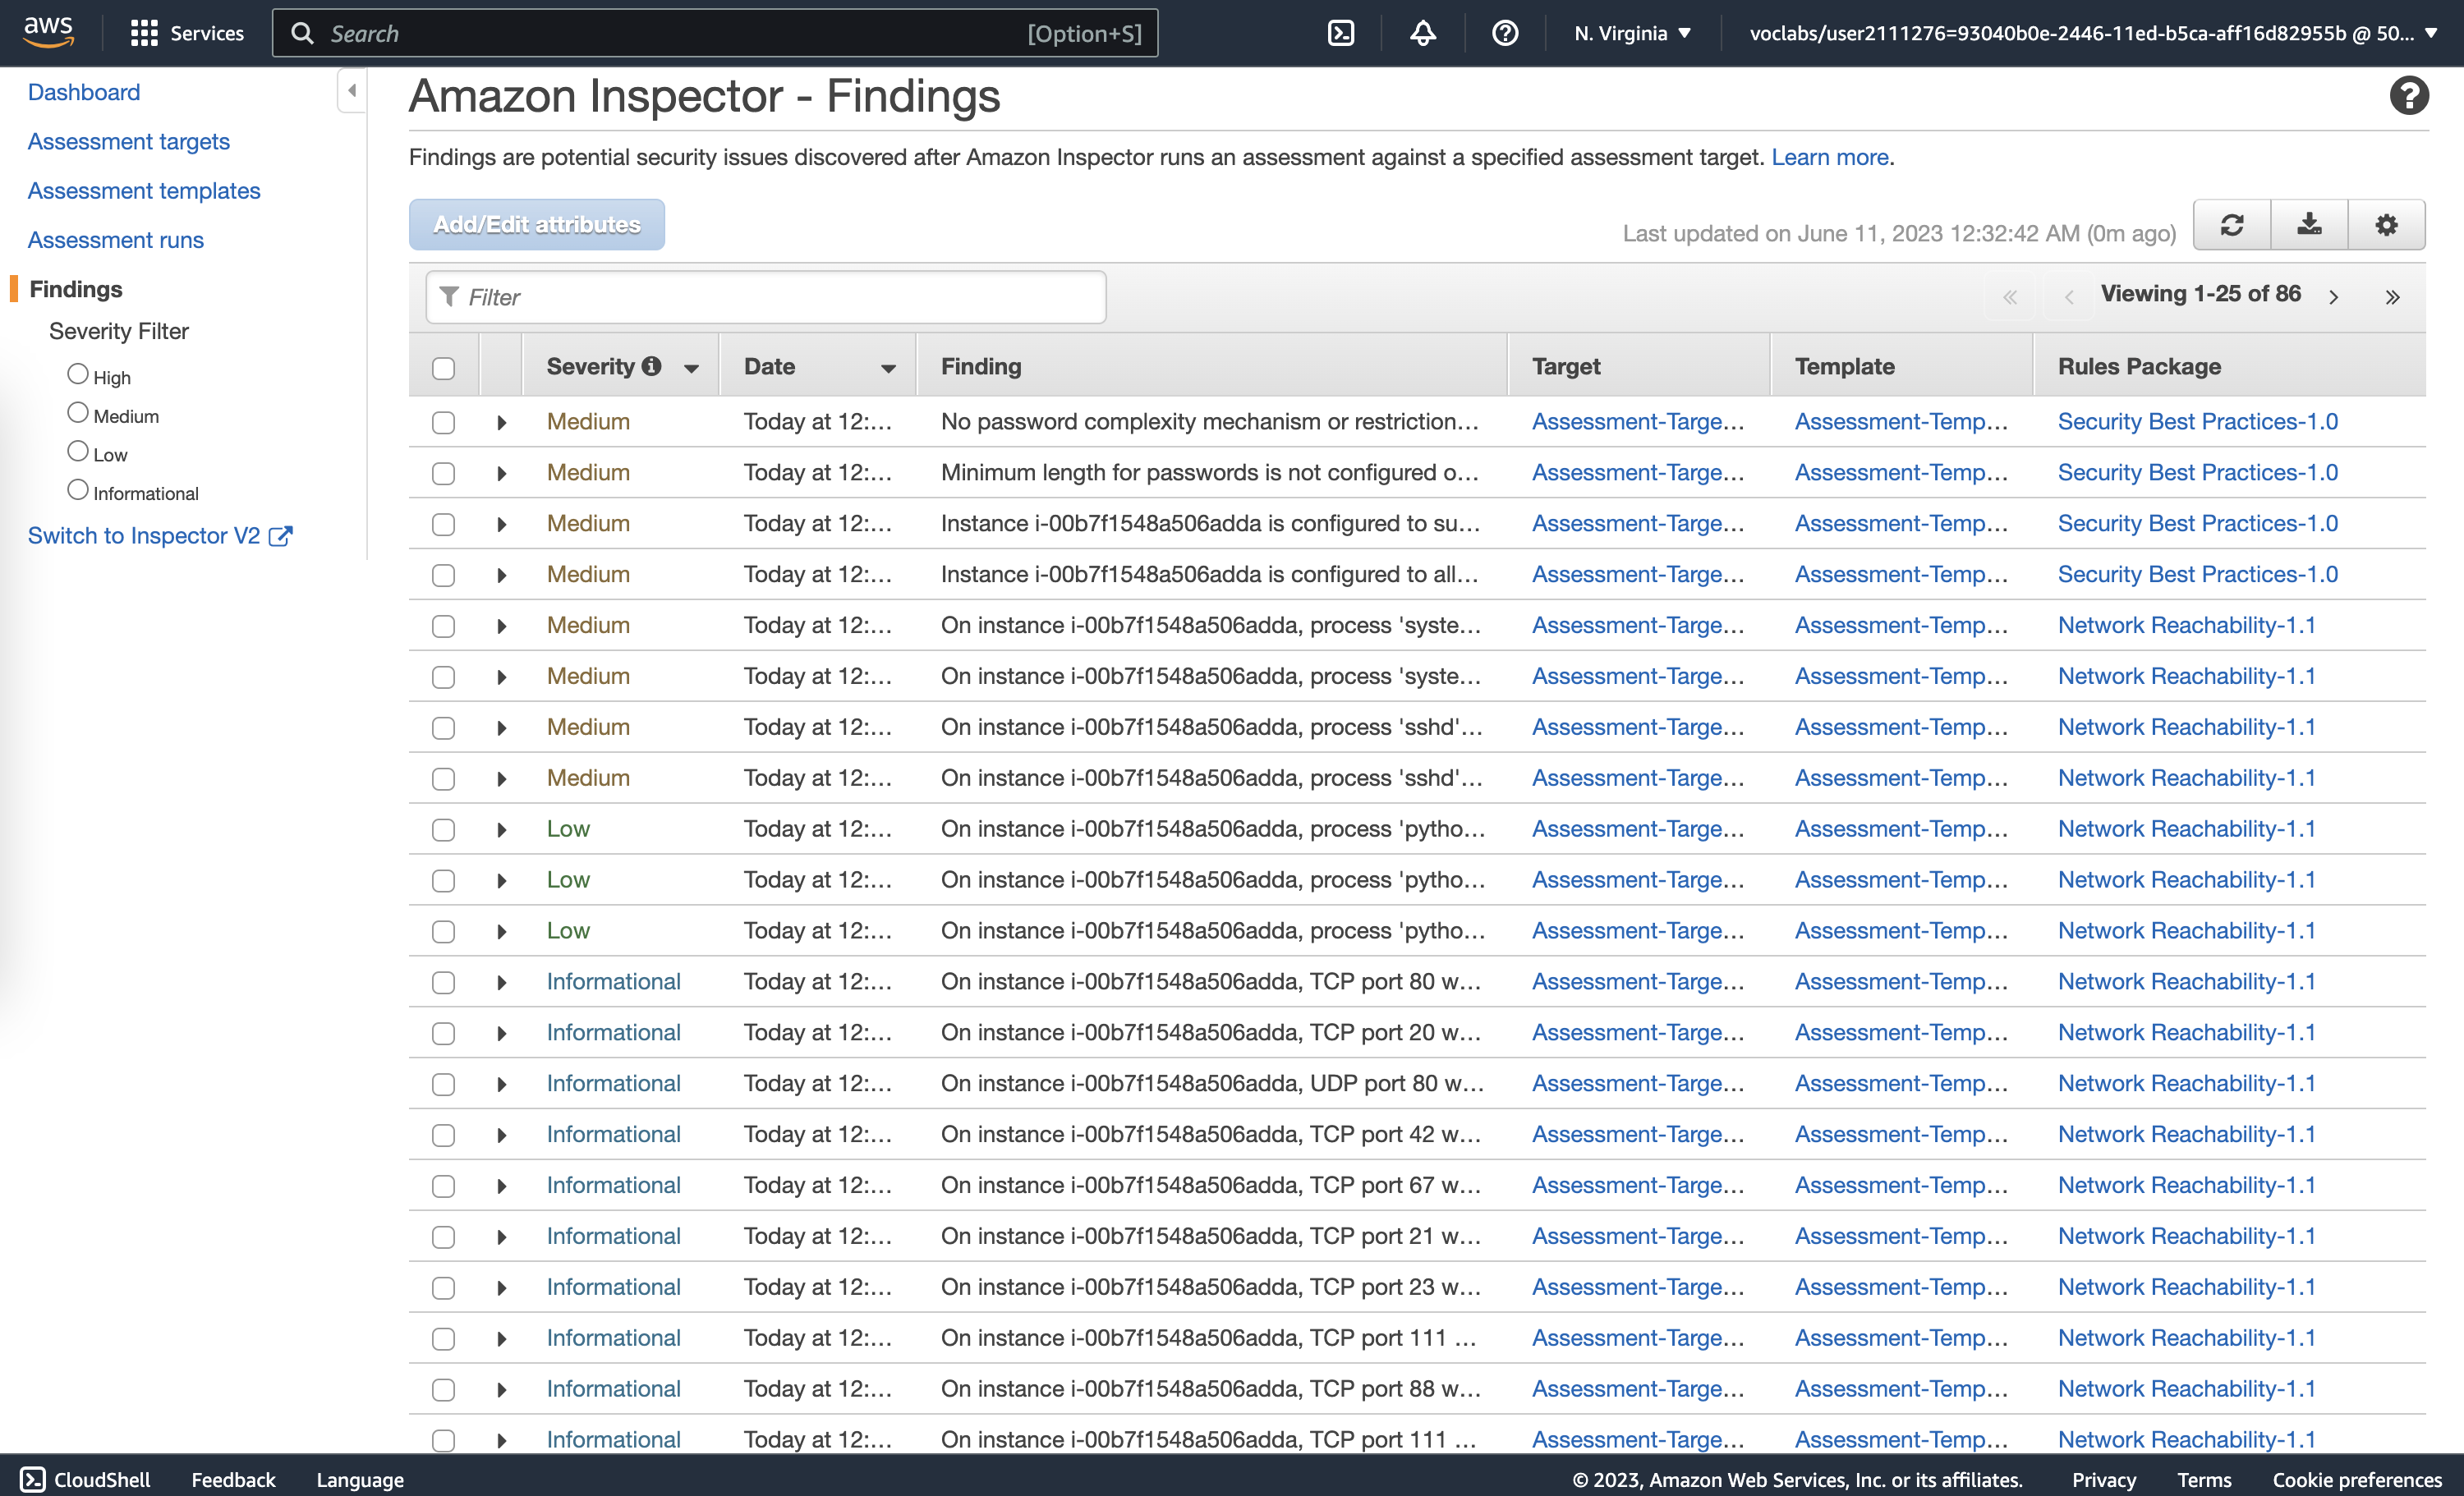 aws Services Search [Option+S] N. Virginia voclabs/user2111276=93040b0e-2446-11ed-b5ca-aff16d82955b @ 50...
Dashboard
Assessment targets
Assessment templates
Assessment runs
Findings
Severity Filter
High
Medium
Low
Informational
Switch to Inspector V2
Amazon Inspector - Findings
Findings are potential security issues discovered after Amazon Inspector runs an assessment against a specified assessment target. Learn more.
Add/Edit attributes Last updated on June 11, 2023 12:32:42 AM (0m ago)
Filter Viewing 1-25 of 86
Severity Date Finding Target Template Rules Package
Medium Today at 12:... No password complexity mechanism or restriction... Assessment-Targe... Assessment-Temp... Security Best Practices-1.0
Medium Today at 12:... Minimum length for passwords is not configured o... Assessment-Targe... Assessment-Temp... Security Best Practices-1.0
Medium Today at 12:... Instance i-00b7f1548a506adda is configured to su... Assessment-Targe... Assessment-Temp... Security Best Practices-1.0
Medium Today at 12:... Instance i-00b7f1548a506adda is configured to all... Assessment-Targe... Assessment-Temp... Security Best Practices-1.0
Medium Today at 12:... On instance i-00b7f1548a506adda, process 'syste... Assessment-Targe... Assessment-Temp... Network Reachability-1.1
Medium Today at 12:... On instance i-00b7f1548a506adda, process 'syste... Assessment-Targe... Assessment-Temp... Network Reachability-1.1
Medium Today at 12:... On instance i-00b7f1548a506adda, process 'sshd'... Assessment-Targe... Assessment-Temp... Network Reachability-1.1
Medium Today at 12:... On instance i-00b7f1548a506adda, process 'sshd'... Assessment-Targe... Assessment-Temp... Network Reachability-1.1
Low Today at 12:... On instance i-00b7f1548a506adda, process 'pytho... Assessment-Targe... Assessment-Temp... Network Reachability-1.1
Low Today at 12:... On instance i-00b7f1548a506adda, process 'pytho... Assessment-Targe... Assessment-Temp... Network Reachability-1.1
Low Today at 12:... On instance i-00b7f1548a506adda, process 'pytho... Assessment-Targe... Assessment-Temp... Network Reachability-1.1
Informational Today at 12:... On instance i-00b7f1548a506adda, TCP port 80 w... Assessment-Targe... Assessment-Temp... Network Reachability-1.1
Informational Today at 12:... On instance i-00b7f1548a506adda, TCP port 20 w... Assessment-Targe... Assessment-Temp... Network Reachability-1.1
Informational Today at 12:... On instance i-00b7f1548a506adda, UDP port 80 w... Assessment-Targe... Assessment-Temp... Network Reachability-1.1
Informational Today at 12:... On instance i-00b7f1548a506adda, TCP port 42 w... Assessment-Targe... Assessment-Temp... Network Reachability-1.1
Informational Today at 12:... On instance i-00b7f1548a506adda, TCP port 67 w... Assessment-Targe... Assessment-Temp... Network Reachability-1.1
Informational Today at 12:... On instance i-00b7f1548a506adda, TCP port 21 w... Assessment-Targe... Assessment-Temp... Network Reachability-1.1
Informational Today at 12:... On instance i-00b7f1548a506adda, TCP port 23 w... Assessment-Targe... Assessment-Temp... Network Reachability-1.1
Informational Today at 12:... On instance i-00b7f1548a506adda, TCP port 111 ... Assessment-Targe... Assessment-Temp... Network Reachability-1.1
Informational Today at 12:... On instance i-00b7f1548a506adda, TCP port 88 w... Assessment-Targe... Assessment-Temp... Network Reachability-1.1
Informational Today at 12:... On instance i-00b7f1548a506adda, TCP port 111 ... Assessment-Targe... Assessment-Temp... Network Reachability-1.1
CloudShell Feedback Language © 2023, Amazon Web Services, Inc. or its affiliates. Privacy Terms Cookie preferences